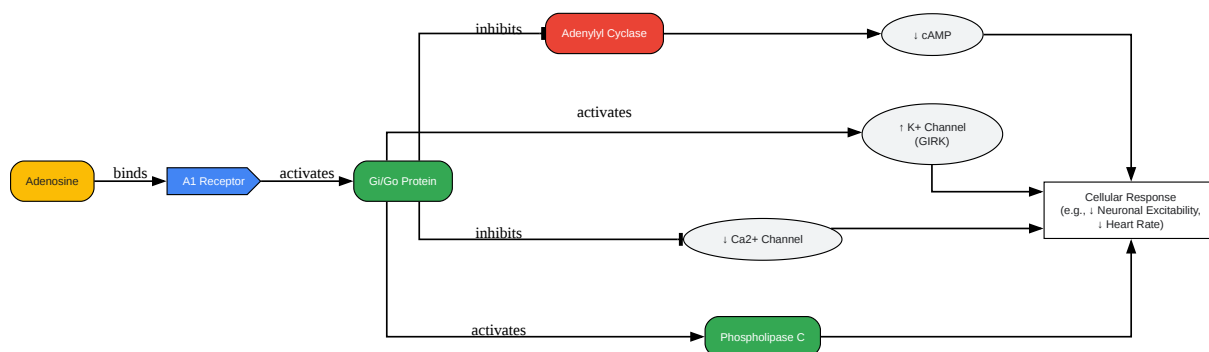 inhibits
Adenylyl Cyclase
↓ cAMP
activates
↑ K+ Channel
(GIRK)
Adenosine
binds
A1 Receptor
activates
Gi/Go Protein
inhibits
↓ Ca2+ Channel
Cellular Response
(e.g., ↓ Neuronal Excitability,
↓ Heart Rate)
activates
Phospholipase C